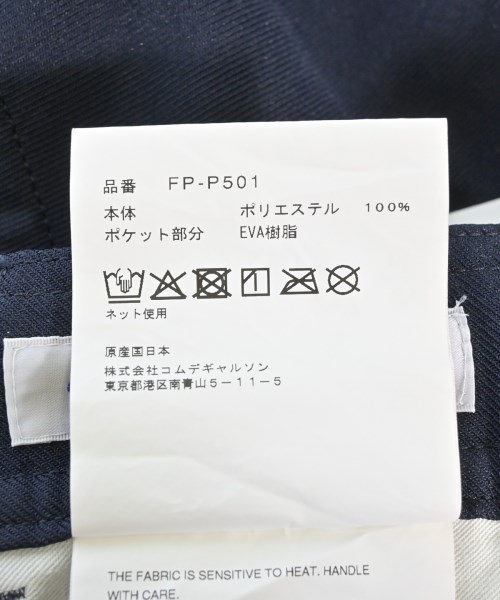 品番 FP-P501
本体 ポリエステル 100%
ポケット部分 EVA樹脂
ネット使用
原産国日本
株式会社コムデギャルソン
東京都港区南青山5-11-5
THE FABRIC IS SENSITIVE TO HEAT. HANDLE
WITH CARE.